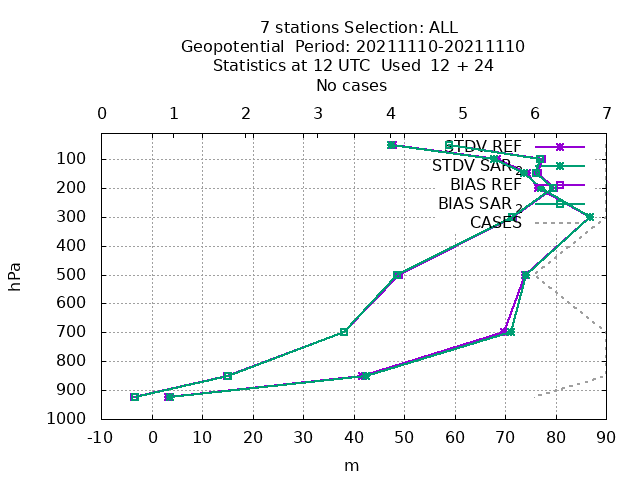 7 stations Selection: ALL
Geopotential  Period: 20211110-20211110
Statistics at 12 UTC  Used  12 + 24
No cases
0 1 2 3 4 5 6 7
STDV REF
STDV SAR_2
BIAS REF
BIAS SAR_2
CASES
100
200
300
400
500
600
700
800
900
1000
hPa
-10 0 10 20 30 40 50 60 70 80 90
m